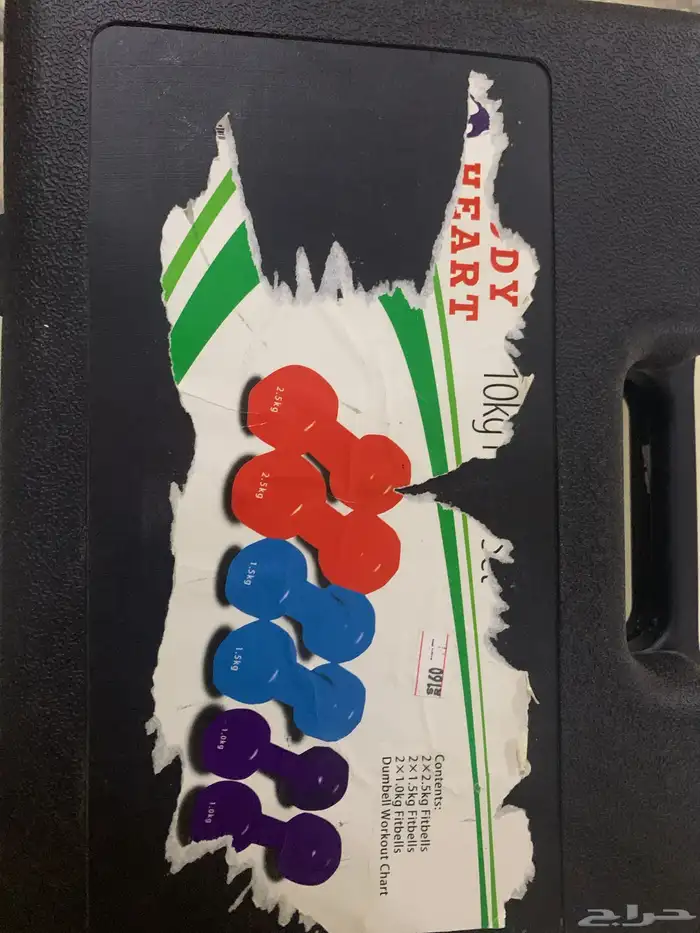 DY
HEART
10kg
Set
2.5kg
2.5kg
1.5kg
1.5kg
1.0kg
1.0kg
Contents:
2×2.5kg Fitbells
2×1.5kg Fitbells
2×1.0kg Fitbells
Dumbell Workout Chart
حراج